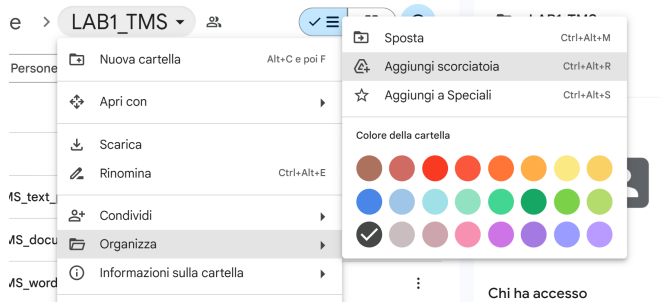 e > LAB1_TMS
LAB1_TMS
Persone
Nuova cartella Alt+C e poi F
Apri con
Scarica
Rinomina Ctrl+Alt+E
Condividi
Organizza
Informazioni sulla cartella
Sposta Ctrl+Alt+M
Aggiungi scorciatoia Ctrl+Alt+R
Aggiungi a Speciali Ctrl+Alt+S
Colore della cartella
MS_text_
MS_docu
MS_word
Chi ha accesso